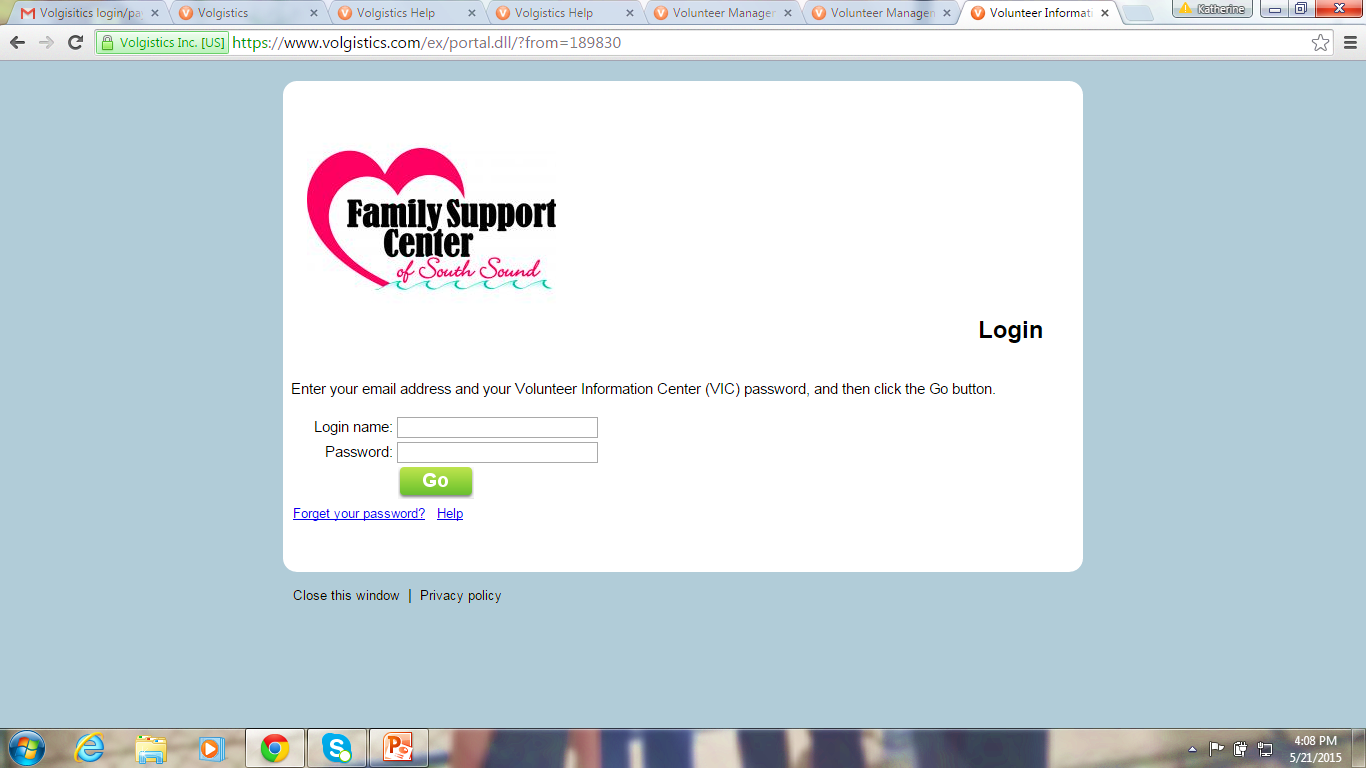 Volgisitics login/pa
Volgistics
Volgistics Help
Volgistics Help
Volunteer Manager
Volunteer Managem
Volunteer Informati
Katherine
Volgistics Inc. [US] https://www.volgistics.com/ex/portal.dll/?from=189830
Family Support
Center
of South Sound
Login
Enter your email address and your Volunteer Information Center (VIC) password, and then click the Go button.
Login name:
Password:
Go
Forget your password? Help
Close this window | Privacy policy
4:08 PM
5/21/2015